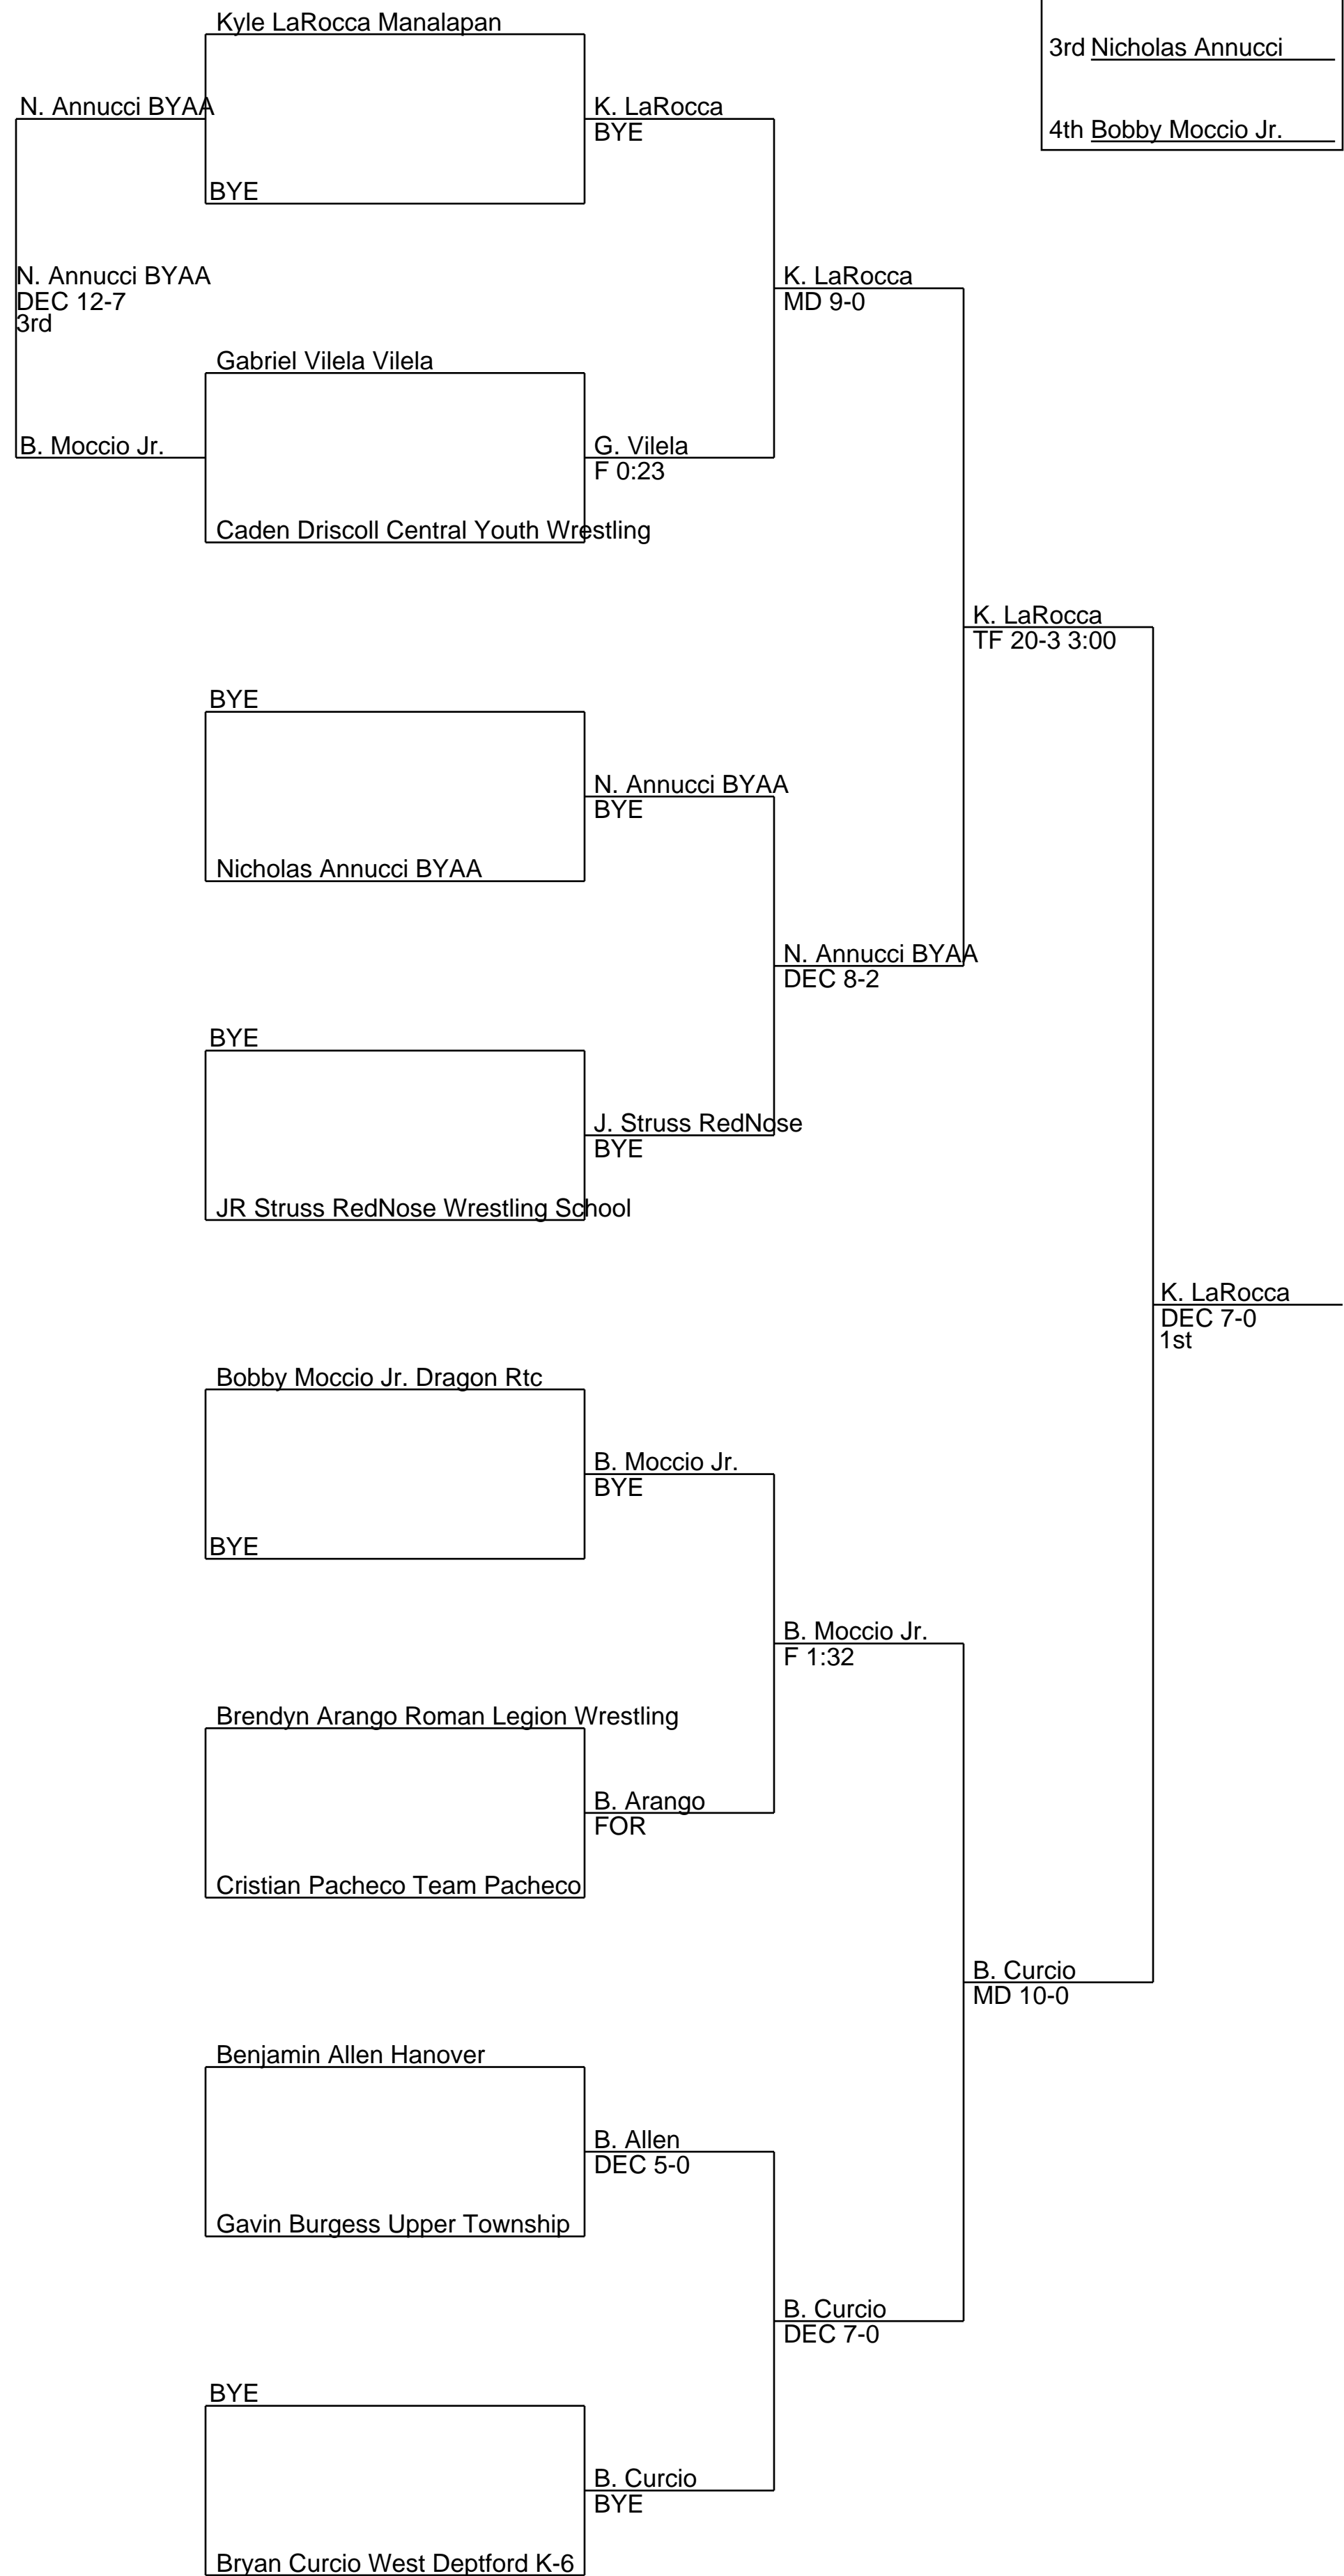 Kyle LaRocca Manalapan
3rd Nicholas Annucci
N. Annucci BYAA
K. LaRocca
BYE
4th Bobby Moccio Jr.
BYE
N. Annucci BYAA
DEC 12-7
3rd
K. LaRocca
MD 9-0
Gabriel Vilela Vilela
B. Moccio Jr.
G. Vilela
F 0:23
Caden Driscoll Central Youth Wrestling
K. LaRocca
TF 20-3 3:00
BYE
N. Annucci BYAA
BYE
Nicholas Annucci BYAA
N. Annucci BYAA
DEC 8-2
BYE
J. Struss RedNose
BYE
JR Struss RedNose Wrestling School
K. LaRocca
DEC 7-0
1st
Bobby Moccio Jr. Dragon Rtc
B. Moccio Jr.
BYE
BYE
B. Moccio Jr.
F 1:32
Brendyn Arango Roman Legion Wrestling
B. Arango
FOR
Cristian Pacheco Team Pacheco
B. Curcio
MD 10-0
Benjamin Allen Hanover
B. Allen
DEC 5-0
Gavin Burgess Upper Township
B. Curcio
DEC 7-0
BYE
B. Curcio
BYE
Bryan Curcio West Deptford K-6